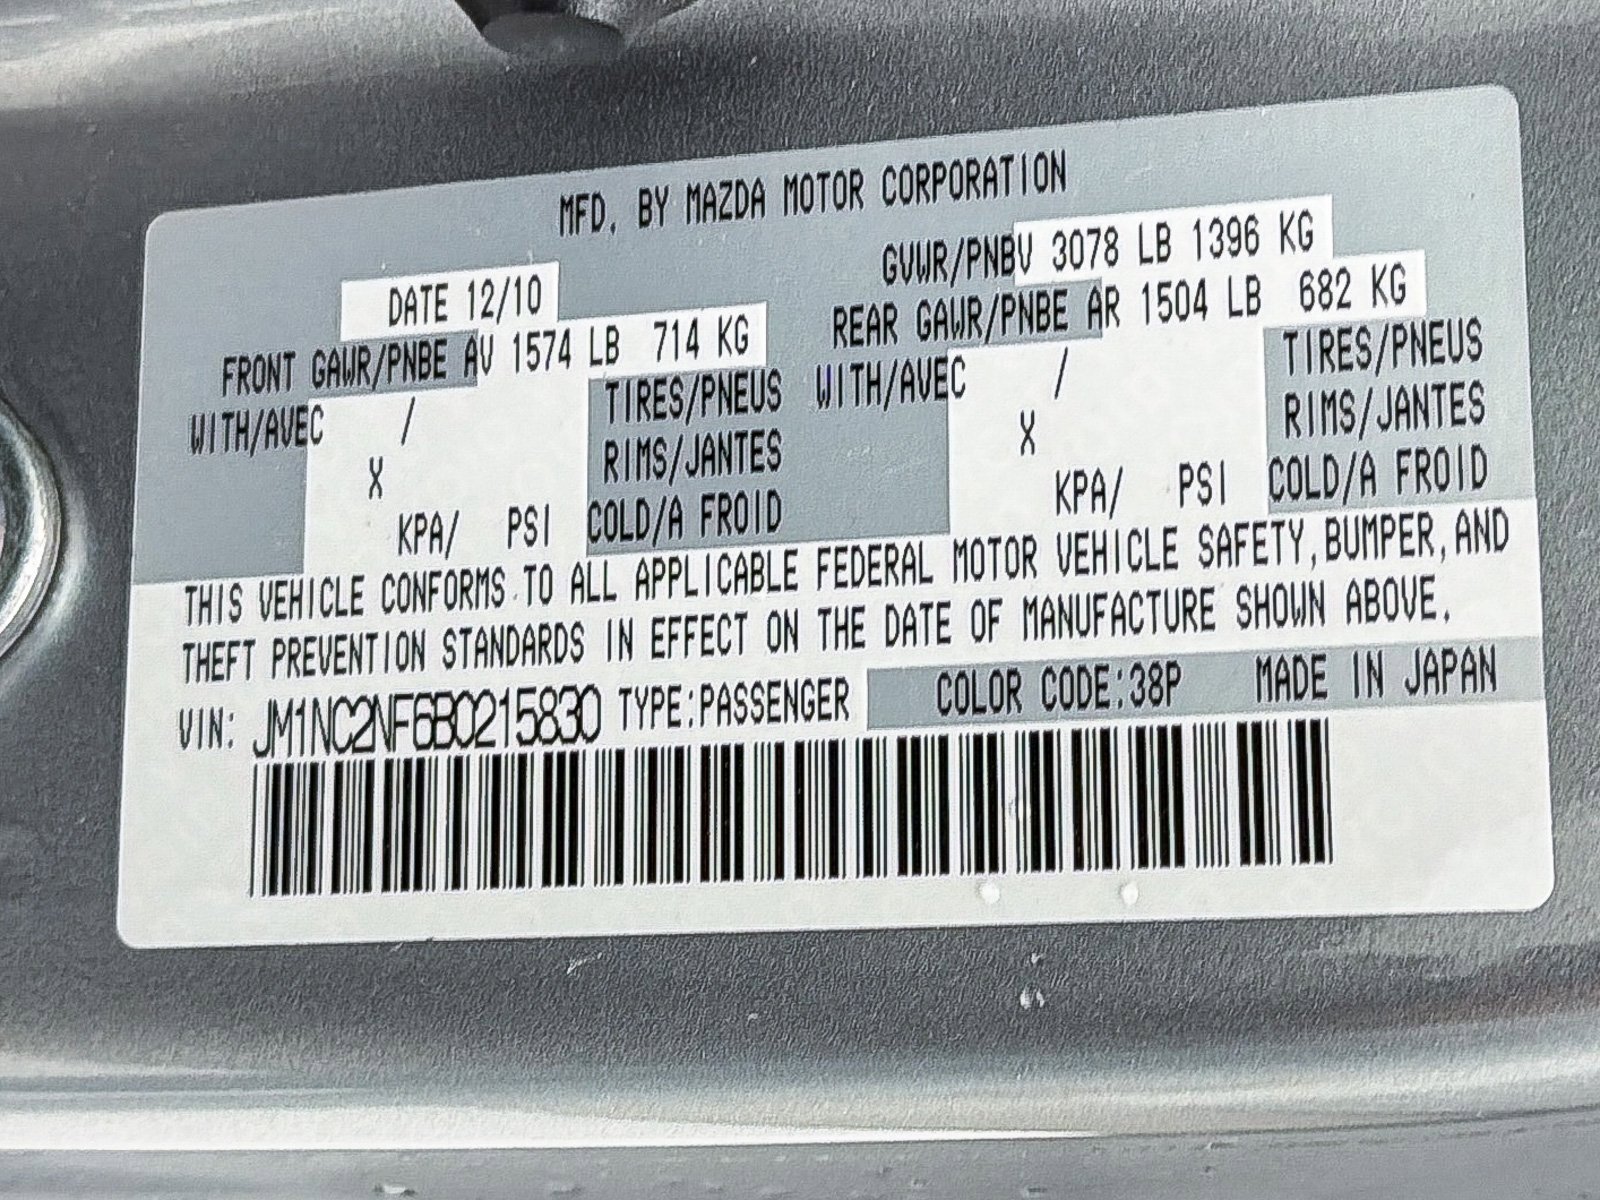 MFD. BY MAZDA MOTOR CORPORATION
DATE 12/10
GVWR/PNBV 3078 LB 1396 KG
FRONT GAWR/PNBE AV 1574 LB 714 KG
REAR GAWR/PNBE AR 1504 LB 682 KG
WITH/AVEC / TIRES/PNEUS
X RIMS/JANTES
KPA/ PSI COLD/A FROID
WITH/AVEC / TIRES/PNEUS
X RIMS/JANTES
KPA/ PSI COLD/A FROID
THIS VEHICLE CONFORMS TO ALL APPLICABLE FEDERAL MOTOR VEHICLE SAFETY, BUMPER, AND
THEFT PREVENTION STANDARDS IN EFFECT ON THE DATE OF MANUFACTURE SHOWN ABOVE.
VIN: JM1NC2NF6B0215830 TYPE:PASSENGER COLOR CODE:38P MADE IN JAPAN